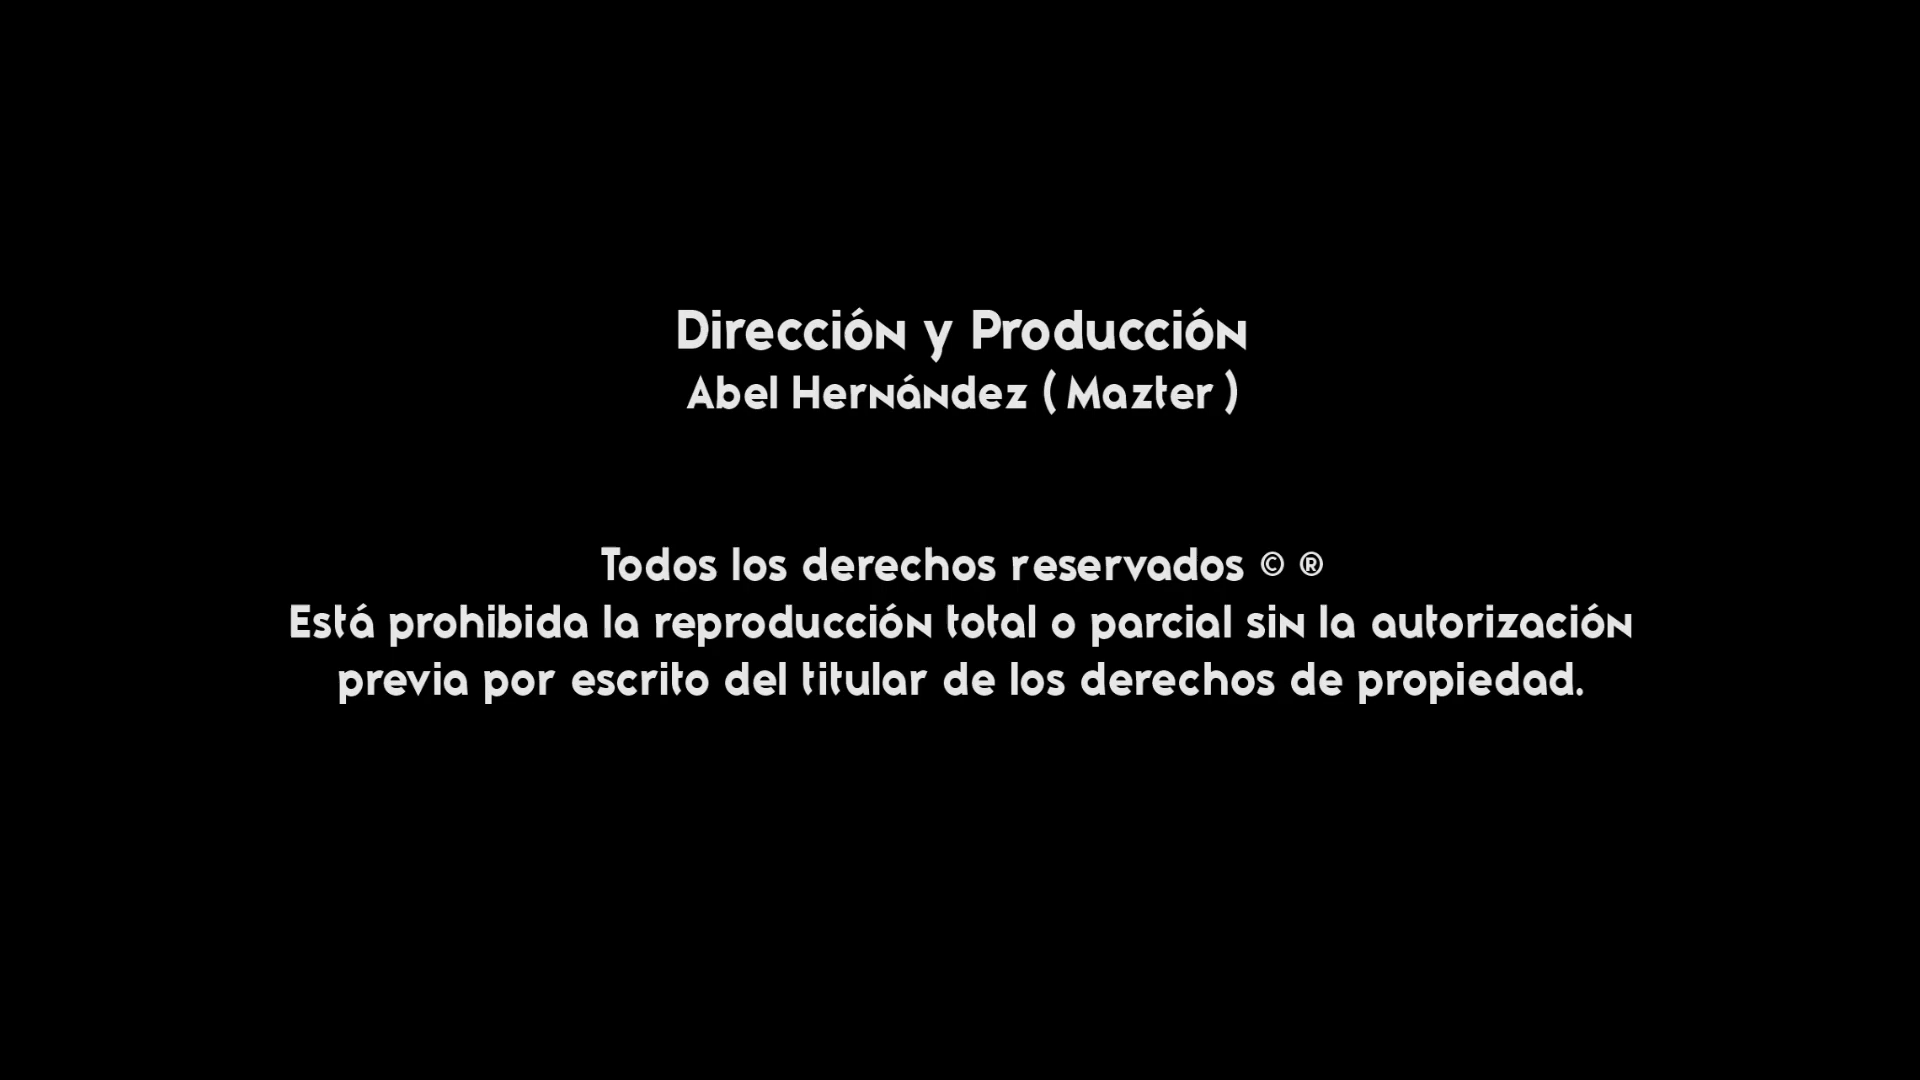 Dirección y Producción
Abel Hernández ( Mazter )
Todos los derechos reservados © ®
Está prohibida la reproducción total o parcial sin la autorización
previa por escrito del titular de los derechos de propiedad.